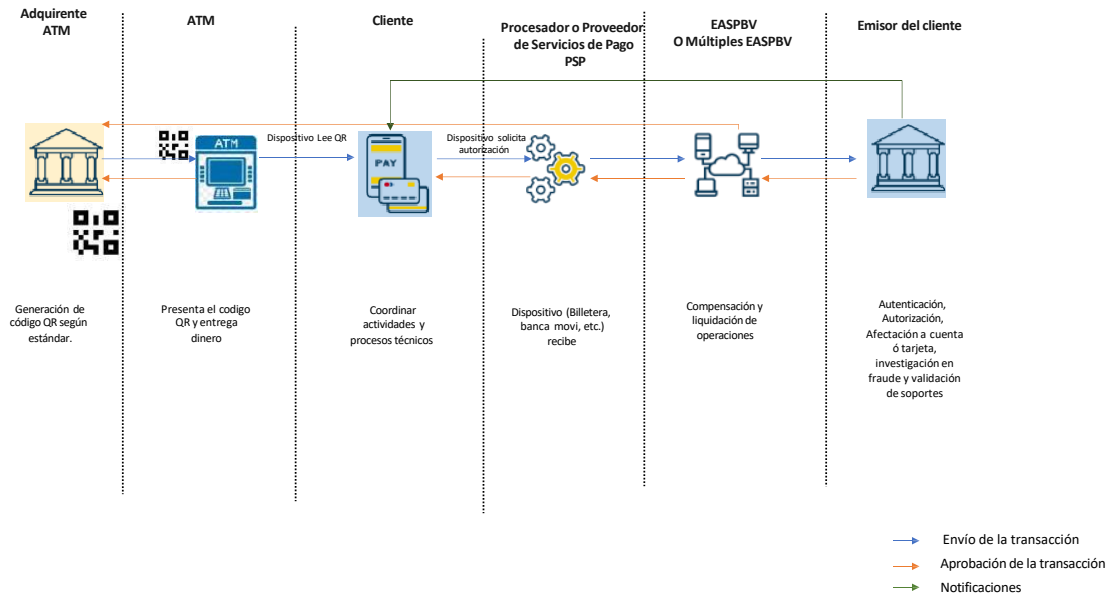 Adquirente
ATM
ATM
Cliente
Procesador o Proveedor
de Servicios de Pago
PSP
EASPBV
O Múltiples EASPBV
Emisor del cliente
Dispositivo Lee QR
Dispositivo solicita
autorización
ATM
PAY
Generación de
código QR según
estándar.
Presenta el codigo
QR y entrega
dinero
Coordinar
actividades y
procesos técnicos
Dispositivo (Billetera,
banca movi, etc.)
recibe
Compensación y
liquidación de
operaciones
Autenticación,
Autorización,
Afectación a cuenta
ó tarjeta,
investigación en
fraude y validación
de soportes
Envío de la transacción
Aprobación de la transacción
Notificaciones